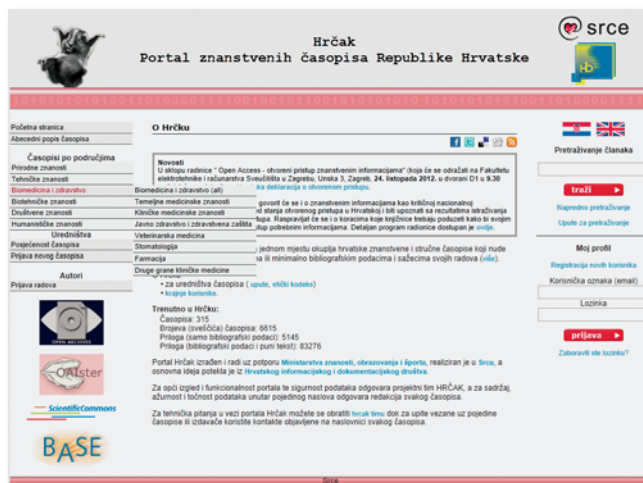 Hrčak
Portal znanstvenih časopisa Republike Hrvatske
@ srce
Hb
Početna stranica
Abecedni popis časopisa
Časopisi po područjima
Prirodne znanosti
Tehničke znanosti
Biomedicina i zdravstvo
Biotehničke znanosti
Društvene znanosti
Humanističke znanosti
Uredništva
Posjećenost časopisa
Prijava novog časopisa
Autori
Prijava radova
OPEN ARCHIVES
OAIster
ScientificCommons
BASE
Biomedicina i zdravstvo (all)
Temeljne medicinske znanosti
Kliničke medicinske znanosti
Javno zdravstvo i zdravstvena zaštita
Veterinarska medicina
Stomatologija
Farmacija
Druge grane kliničke medicine
O Hrčku
Novosti
U sklopu radionice " Open Access - otvoreni pristup znanstvenim informacijama" (koja će se odražati na Fakultetu
elektrotehnike i računarstva Sveučilišta u Zagrebu, Unska 3, Zagreb, 24. listopada 2012. u dvorani D1 u 9.30
ska deklaracija o otvorenom pristupu.
govorit će se i o znanstvenim informacijama kao kritičnoj nacionalnoj
ed stanja otvorenog pristupa u Hrvatskoj i biti upoznati sa rezultatima istraživanja
tupa. Raspravljat će se i o koracima koje knjižnice trebaju poduzeti kako bi svojim
tup potrebnim informacijama. Detaljan program radionice dostupan je ovdje.
jednom mjestu okuplja hrvatske znanstvene i stručne časopise koji nude
ma ili minimalno bibliografskim podacima i sažecima svojih radova (više).
• za uredništva časopisa ( upute, etički kodeks)
• krajnje korisnike.
Trenutno u Hrčku:
Časopisa: 315
Brojeva (sveščića) časopisa: 6615
Priloga (samo bibliografski podaci): 5145
Priloga (bibliografski podaci i puni tekst): 83276
Portal Hrčak izrađen i radi uz potporu Ministarstva znanosti, obrazovanja i športa, realiziran je u Srcu, a
osnovna ideja potekla je iz Hrvatskog informacijskog i dokumentacijskog društva.
Za opći izgled i funkcionalnost portala te sigurnost podataka odgovara projektni tim HRČAK, a za sadržaj,
ažurnost i točnost podataka unutar pojedinog naslova odgovara redakcija svakog časopisa.
Za tehnička pitanja u vezi portala Hrčak možete se obratiti hrcak timu dok za upite vezane uz pojedine
časopise ili izdavače koristite kontakte objavljene na naslovnici svakog časopisa.
Pretraživanje članaka
traži
Napredno pretraživanje
Upute za pretraživanje
Moj profil
Registracija novih korisnika
Korisnička oznaka (email)
Lozinka
prijava
Zaboravili ste lozinku?
Srce